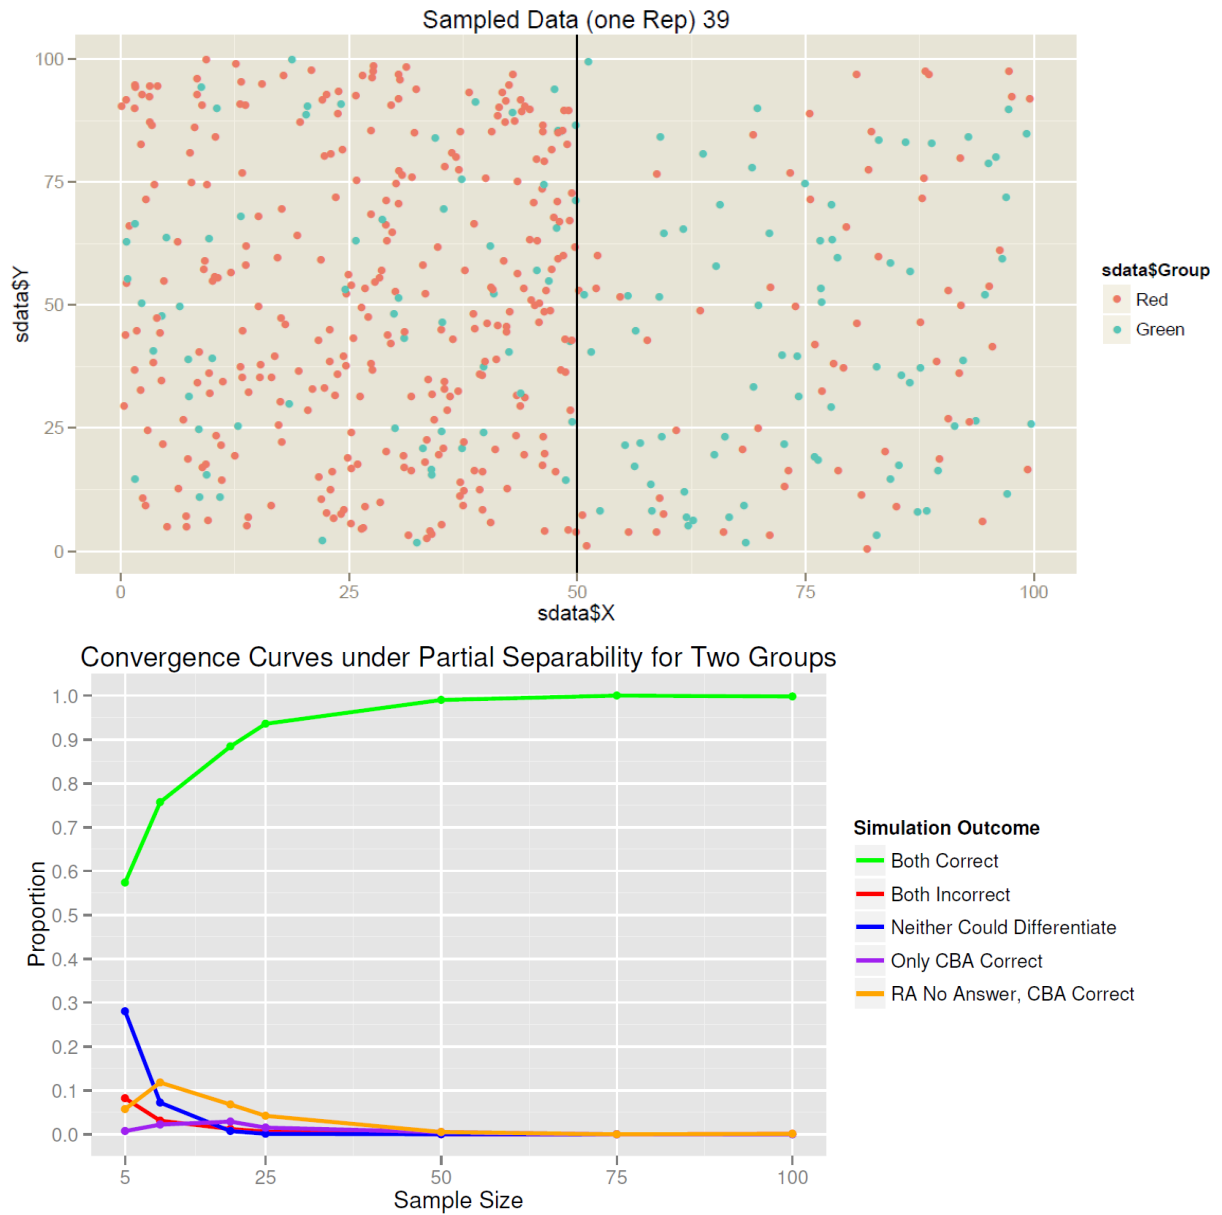 Sampled Data (one Rep) 39
100
75
50
25
0
sdata$Y
0 25 50 75 100
sdata$X
sdata$Group
Red
Green
Convergence Curves under Partial Separability for Two Groups
1.0
0.9
0.8
0.7
0.6
0.5
0.4
0.3
0.2
0.1
0.0
Proportion
5 25 50 75 100
Sample Size
Simulation Outcome
Both Correct
Both Incorrect
Neither Could Differentiate
Only CBA Correct
RA No Answer, CBA Correct